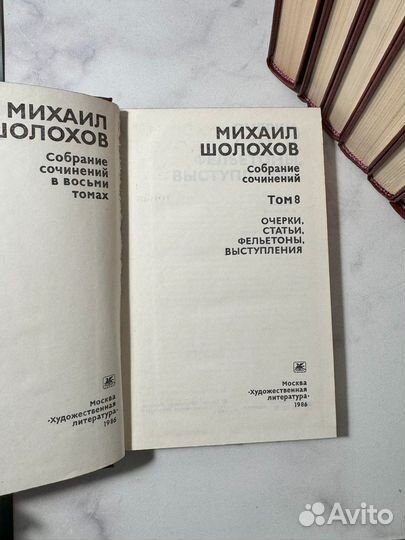 МИХАИЛ
ШОЛОХОВ
Собрание
сочинений
в восьми
томах
Москва
«Художественная
литература»
1986
МИХАИЛ
ШОЛОХОВ
Собрание
сочинений
Том 8
ОЧЕРКИ,
СТАТЬИ,
ФЕЛЬЕТОНЫ,
ВЫСТУПЛЕНИЯ
Москва
«Художественная
литература»
1986
Avito